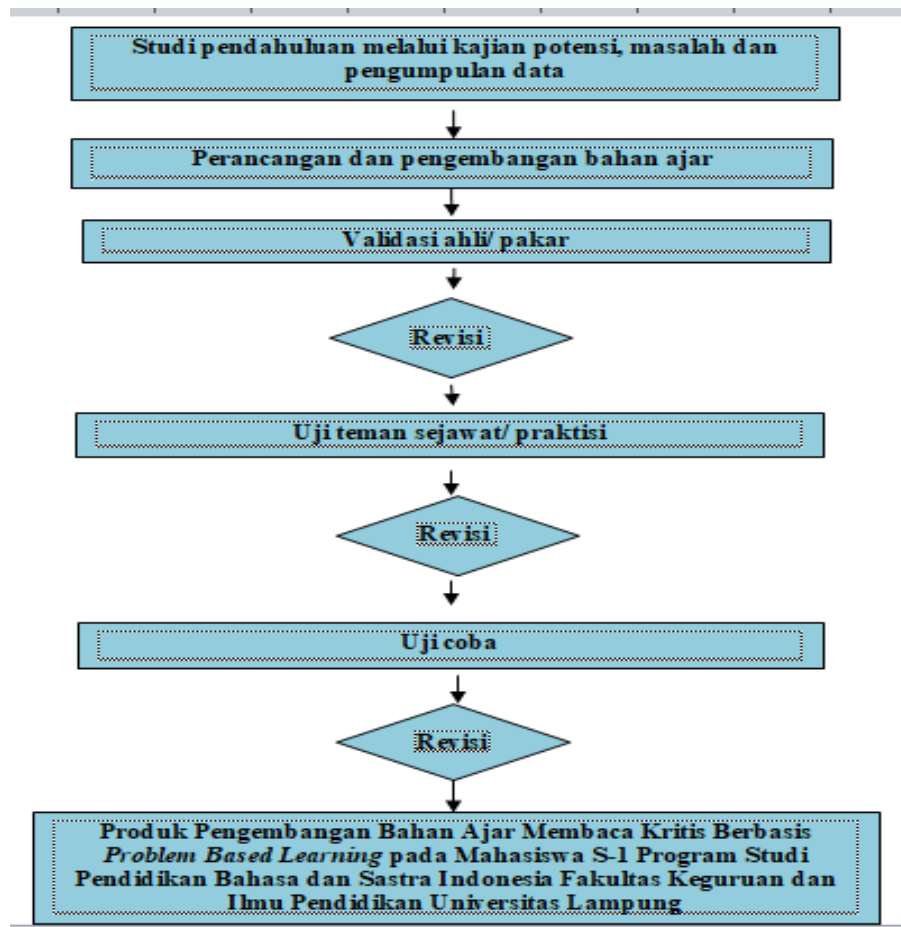 Studi pendahuluan melalui kajian potensi, masalah dan
pengumpulan data
Perancangan dan pengembangan bahan ajar
Validasi ahli/ pakar
Revisi
Uji teman sejawat/ praktisi
Revisi
Uji coba
Revisi
Produk Pengembangan Bahan Ajar Membaca Kritis Berbasis
Problem Based Learning pada Mahasiswa S-1 Program Studi
Pendidikan Bahasa dan Sastra Indonesia Fakultas Keguruan dan
Ilmu Pendidikan Universitas Lampung